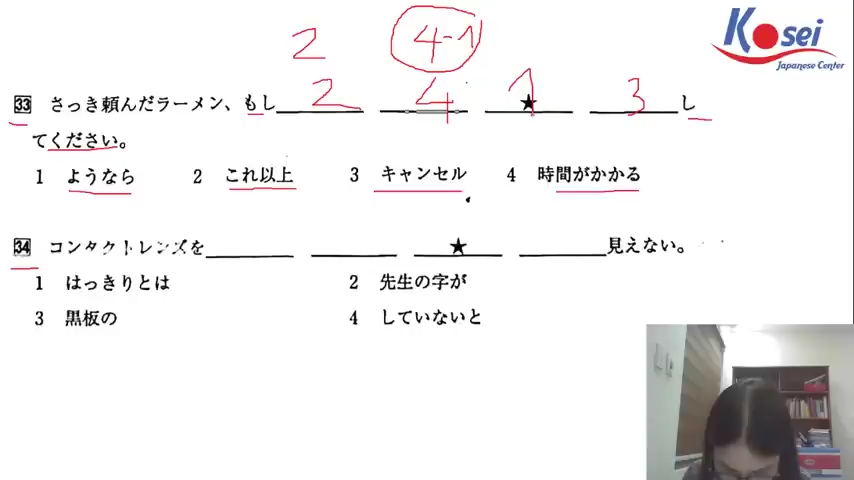 Kosei
Japanese Center
2 4-1
33 さっき頼んだラーメン、もし 2 4 ★ 1 3 し
てください。
1 ようなら 2 これ以上 3 キャンセル 4 時間がかかる
34 コンタクトレンズを ★ 見えない。
1 はっきりとは 2 先生の字が
3 黒板の 4 していないと